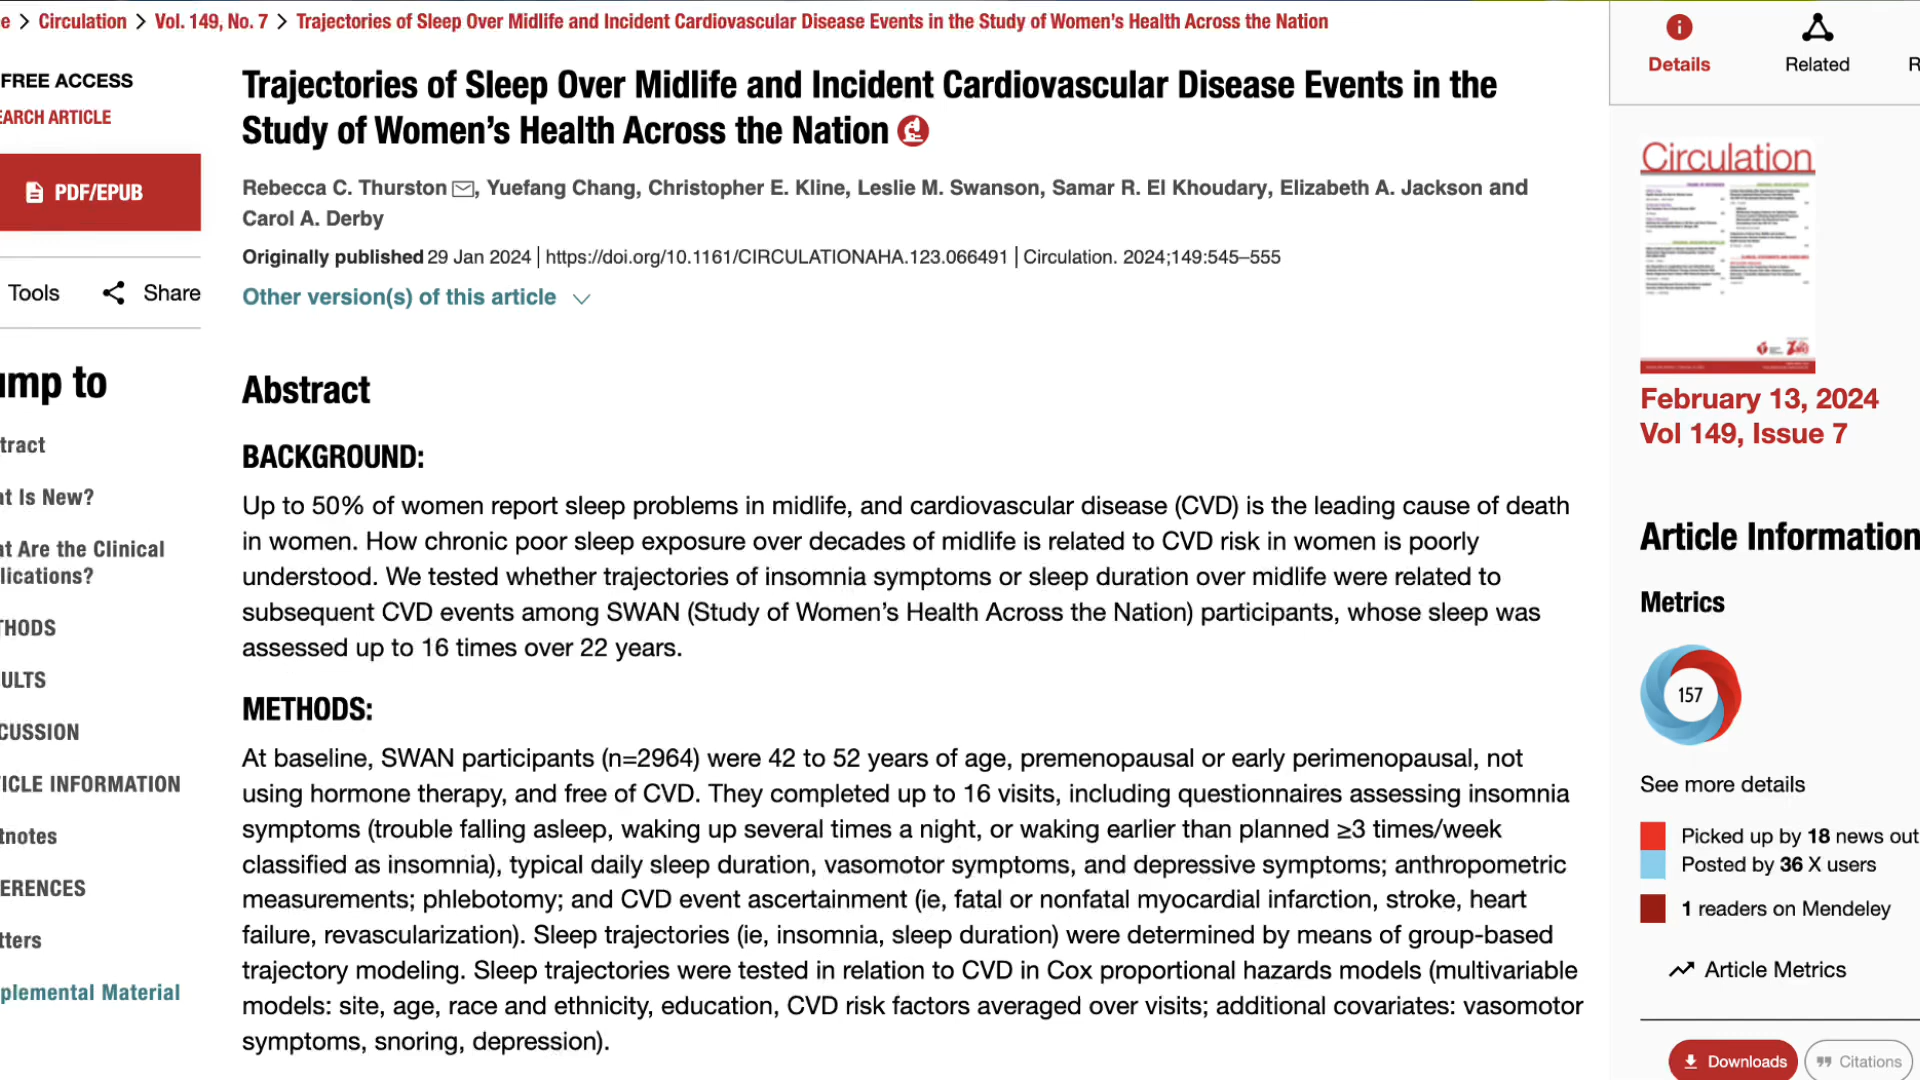 e > Circulation > Vol. 149, No. 7 > Trajectories of Sleep Over Midlife and Incident Cardiovascular Disease Events in the Study of Women's Health Across the Nation
FREE ACCESS
EARCH ARTICLE
PDF/EPUB
Tools Share
ump to
tract
at Is New?
at Are the Clinical
lications?
THODS
ULTS
CUSSION
ICLE INFORMATION
tnotes
ERENCES
tters
plemental Material
Trajectories of Sleep Over Midlife and Incident Cardiovascular Disease Events in the
Study of Women's Health Across the Nation
Rebecca C. Thurston, Yuefang Chang, Christopher E. Kline, Leslie M. Swanson, Samar R. El Khoudary, Elizabeth A. Jackson and
Carol A. Derby
Originally published 29 Jan 2024 | https://doi.org/10.1161/CIRCULATIONAHA.123.066491 | Circulation. 2024;149:545–555
Other version(s) of this article
Abstract
BACKGROUND:
Up to 50% of women report sleep problems in midlife, and cardiovascular disease (CVD) is the leading cause of death
in women. How chronic poor sleep exposure over decades of midlife is related to CVD risk in women is poorly
understood. We tested whether trajectories of insomnia symptoms or sleep duration over midlife were related to
subsequent CVD events among SWAN (Study of Women's Health Across the Nation) participants, whose sleep was
assessed up to 16 times over 22 years.
METHODS:
At baseline, SWAN participants (n=2964) were 42 to 52 years of age, premenopausal or early perimenopausal, not
using hormone therapy, and free of CVD. They completed up to 16 visits, including questionnaires assessing insomnia
symptoms (trouble falling asleep, waking up several times a night, or waking earlier than planned ≥3 times/week
classified as insomnia), typical daily sleep duration, vasomotor symptoms, and depressive symptoms; anthropometric
measurements; phlebotomy; and CVD event ascertainment (ie, fatal or nonfatal myocardial infarction, stroke, heart
failure, revascularization). Sleep trajectories (ie, insomnia, sleep duration) were determined by means of group-based
trajectory modeling. Sleep trajectories were tested in relation to CVD in Cox proportional hazards models (multivariable
models: site, age, race and ethnicity, education, CVD risk factors averaged over visits; additional covariates: vasomotor
symptoms, snoring, depression).
Details Related R
Circulation
February 13, 2024
Vol 149, Issue 7
Article Information
Metrics
157
See more details
Picked up by 18 news out
Posted by 36 X users
1 readers on Mendeley
Article Metrics
Downloads Citations